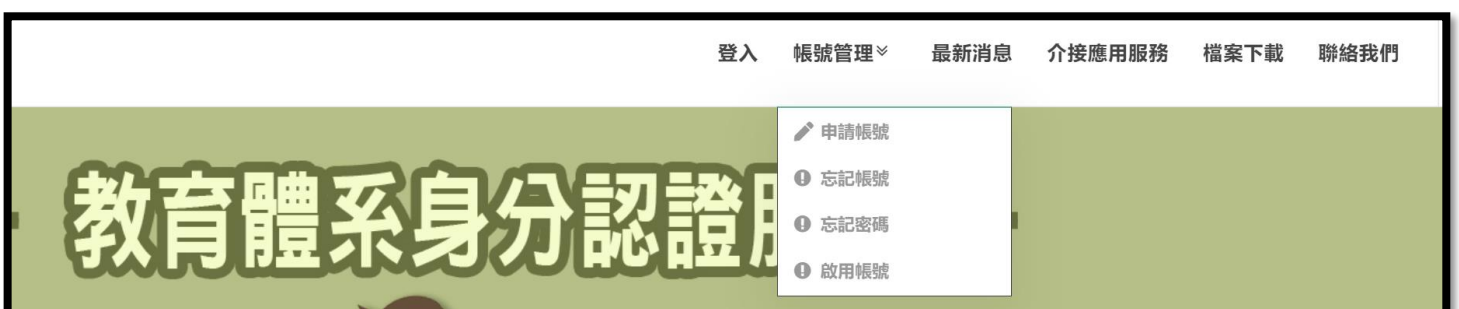 登入 帳號管理 最新消息 介接應用服務 檔案下載 聯絡我們
申請帳號
忘記帳號
忘記密碼
啟用帳號
教育體系身分認證